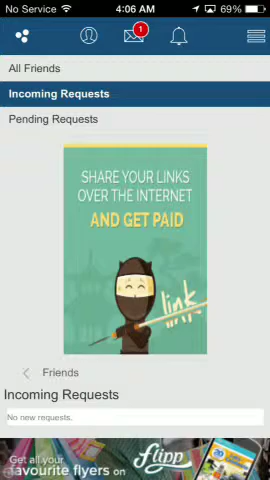 No Service 4:06 AM 69%
1
All Friends
Incoming Requests
Pending Requests
SHARE YOUR LINKS
OVER THE INTERNET
AND GET PAID
link
Friends
Incoming Requests
No new requests.
Get all your
favourite flyers on
flipp